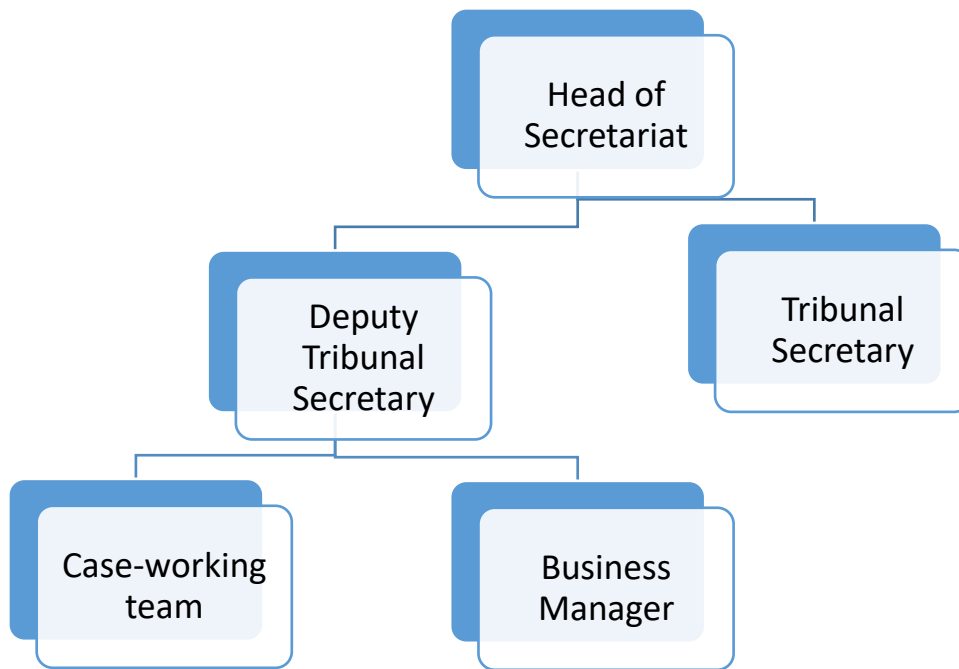 Head of
Secretariat
Deputy
Tribunal
Secretary
Tribunal
Secretary
Case-working
team
Business
Manager